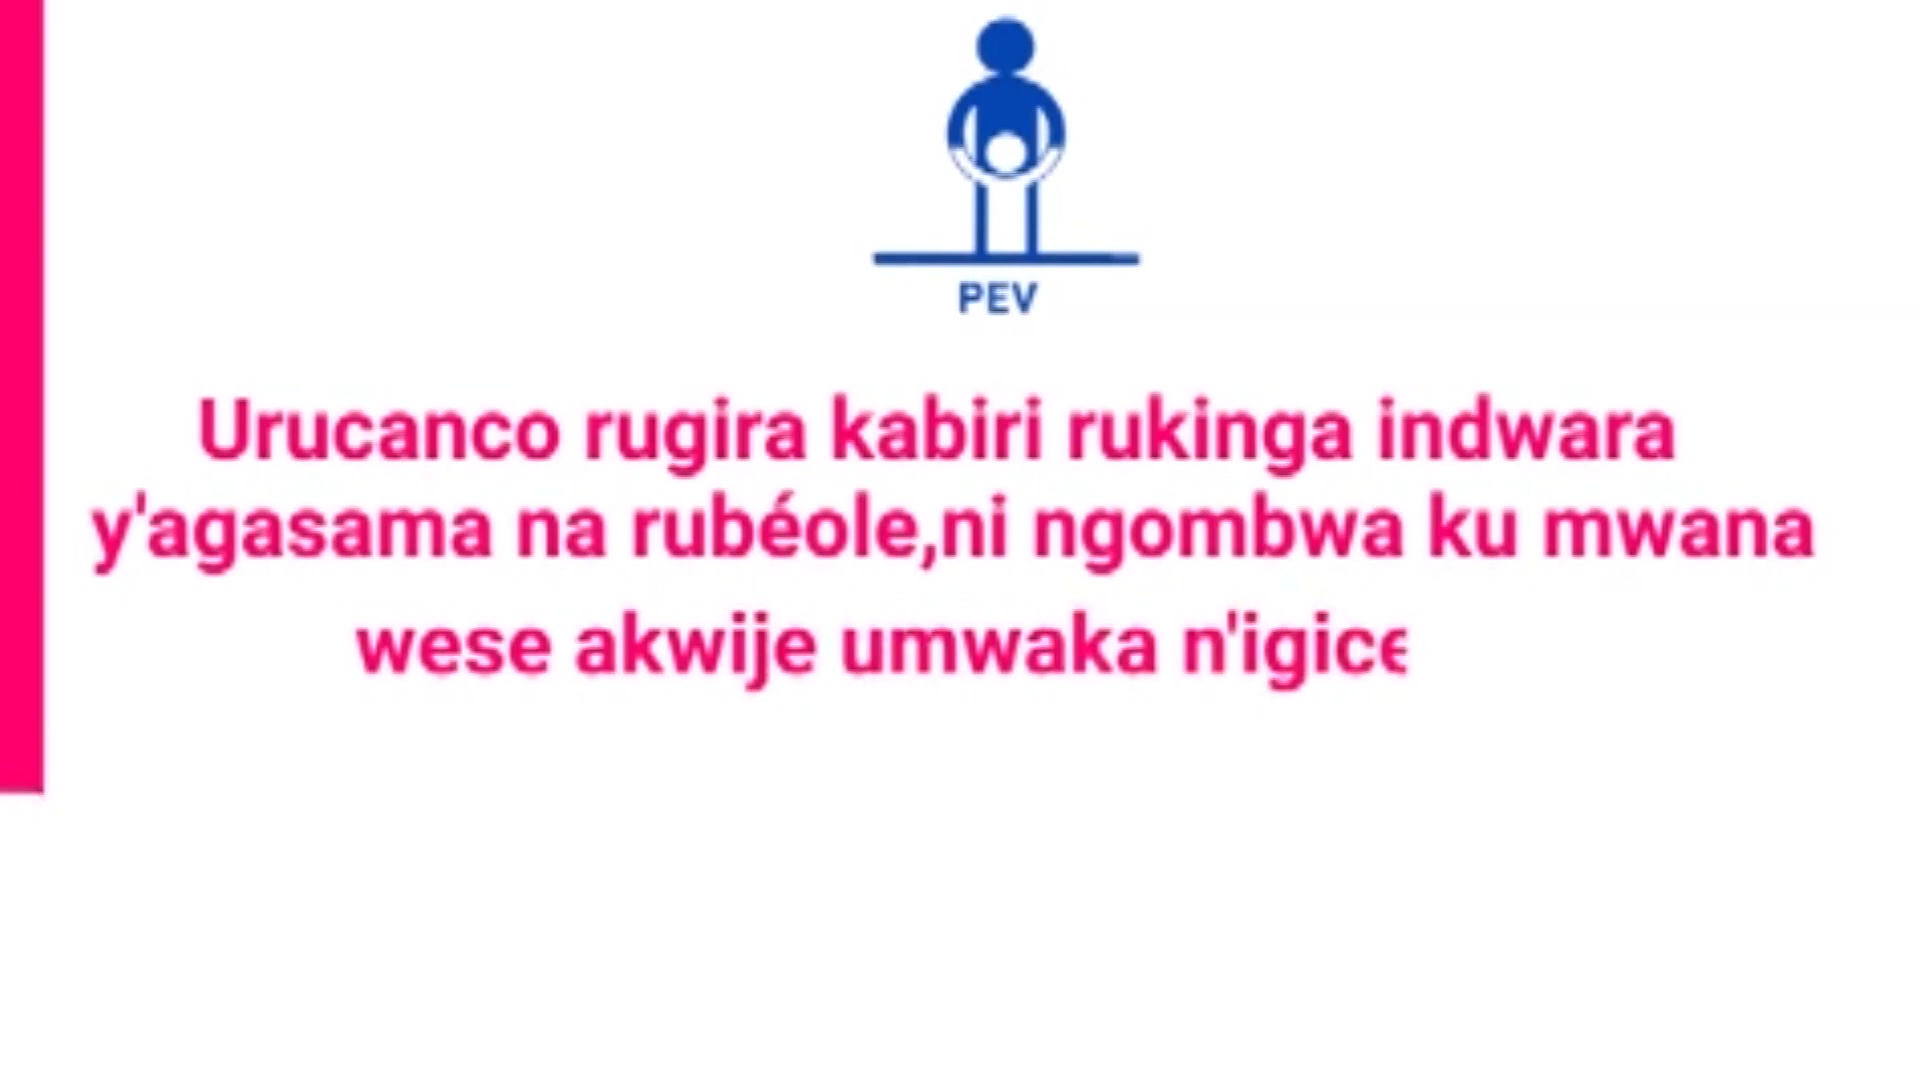 PEV
Urucanco rugira kabiri rukinga indwara
y'agasama na rubéole,ni ngombwa ku mwana
wese akwije umwaka n'igice